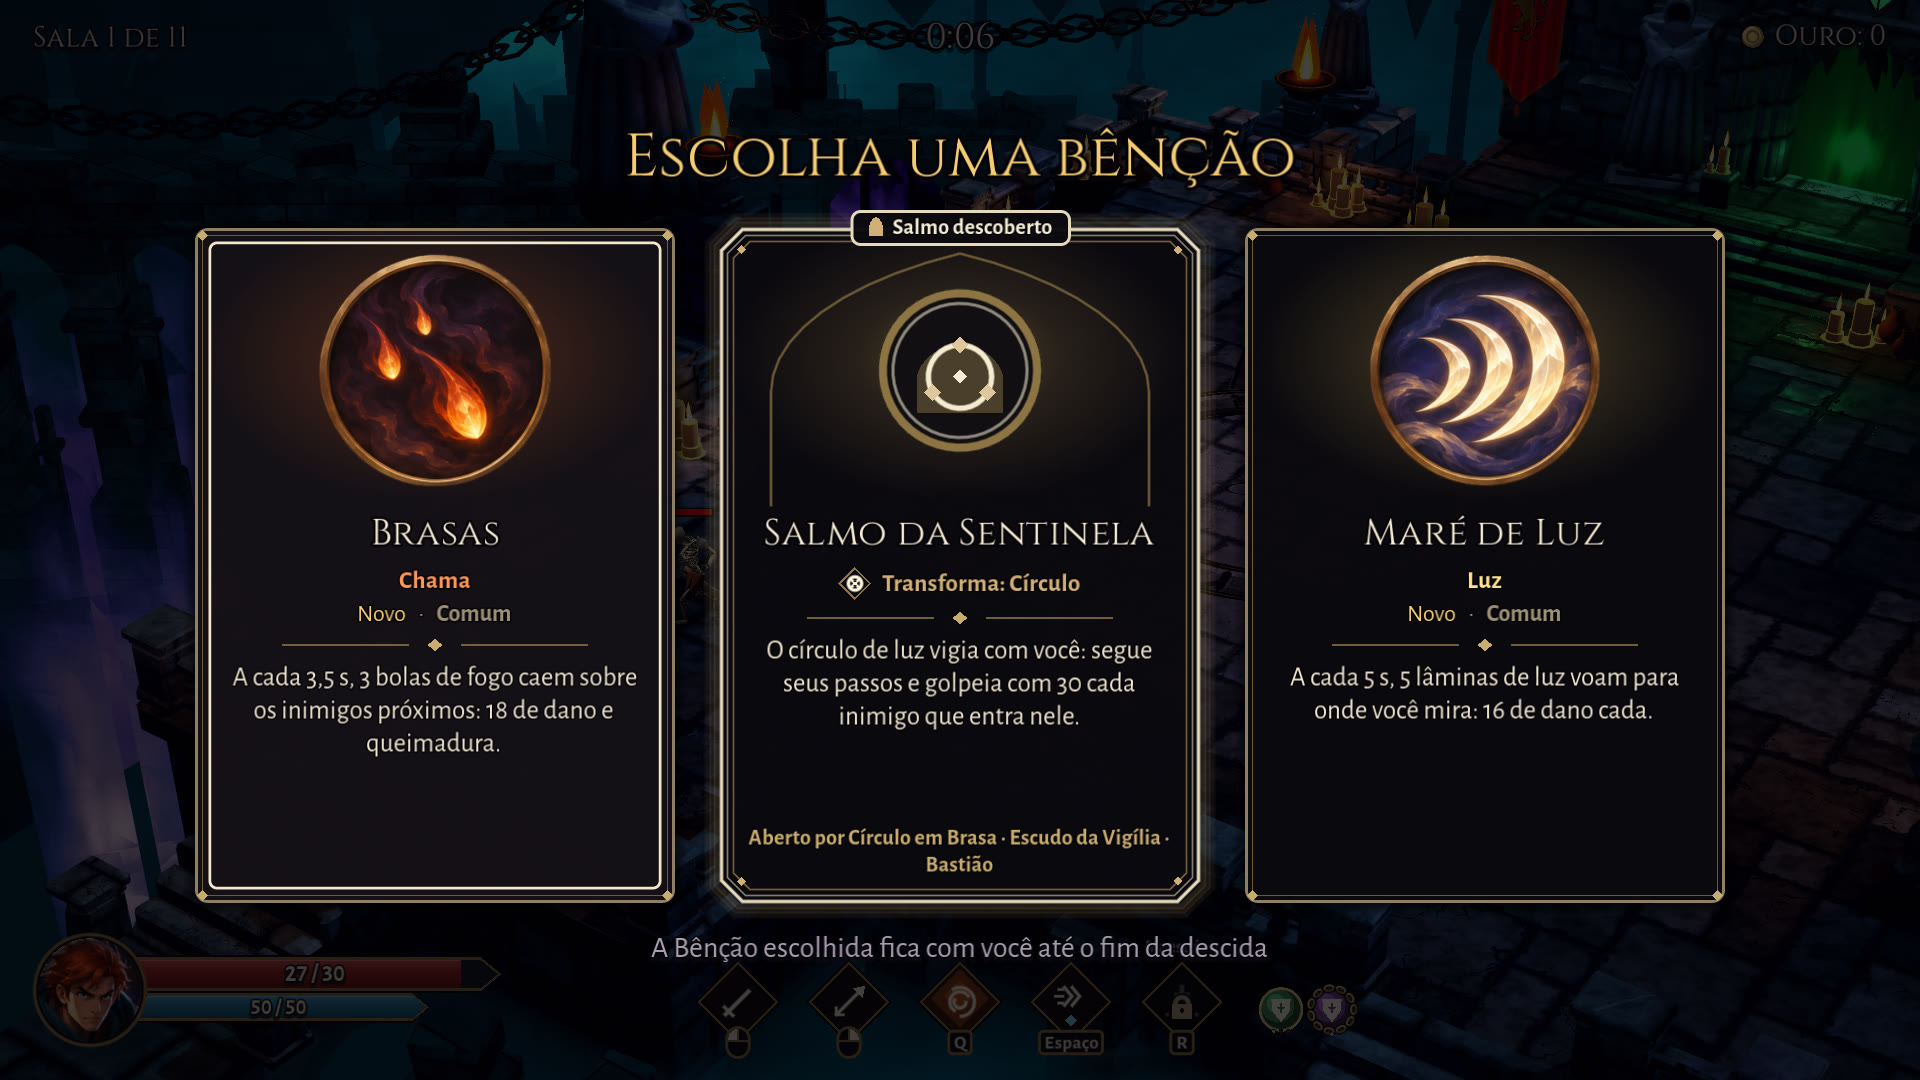 Sala 1 de 11
0:06
Ouro: 0
Escolha uma bênção
Salmo descoberto
Brasas
Chama
Novo · Comum
A cada 3,5 s, 3 bolas de fogo caem sobre
os inimigos próximos: 18 de dano e
queimadura.
Salmo da Sentinela
Transforma: Círculo
O círculo de luz vigia com você: segue
seus passos e golpeia com 30 cada
inimigo que entra nele.
Aberto por Círculo em Brasa · Escudo da Vigília ·
Bastião
Maré de Luz
Luz
Novo · Comum
A cada 5 s, 5 lâminas de luz voam para
onde você mira: 16 de dano cada.
A Bênção escolhida fica com você até o fim da descida
27/30
50/50
Q
Espaço
R